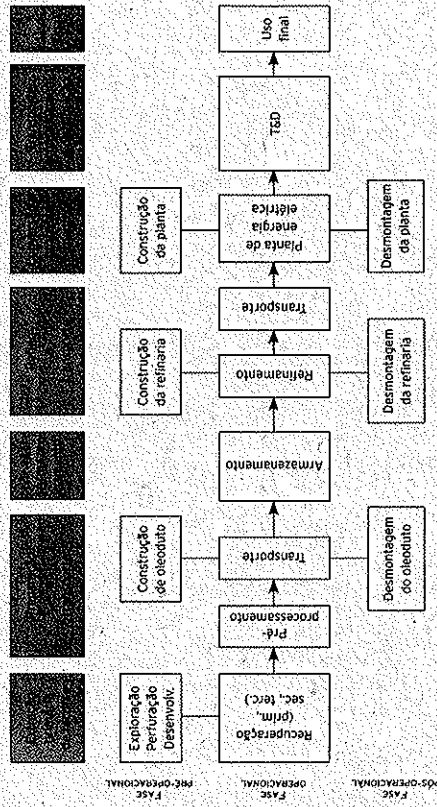 FASE
PRÉ-OPERACIONAL
Exploração
Perfuração
Desenvolv.
Construção
de oleoduto
Construção
da refinaria
Construção
da planta
FASE
OPERACIONAL
Recuperação
(prim.,
sec., terc.)
Pré-
processamento
Transporte
Armazenamento
Refinamento
Transporte
Planta de
energia
elétrica
T&D
Uso
final
FASE
PÓS-OPERACIONAL
Desmontagem
do oleoduto
Desmontagem
da refinaria
Desmontagem
da planta